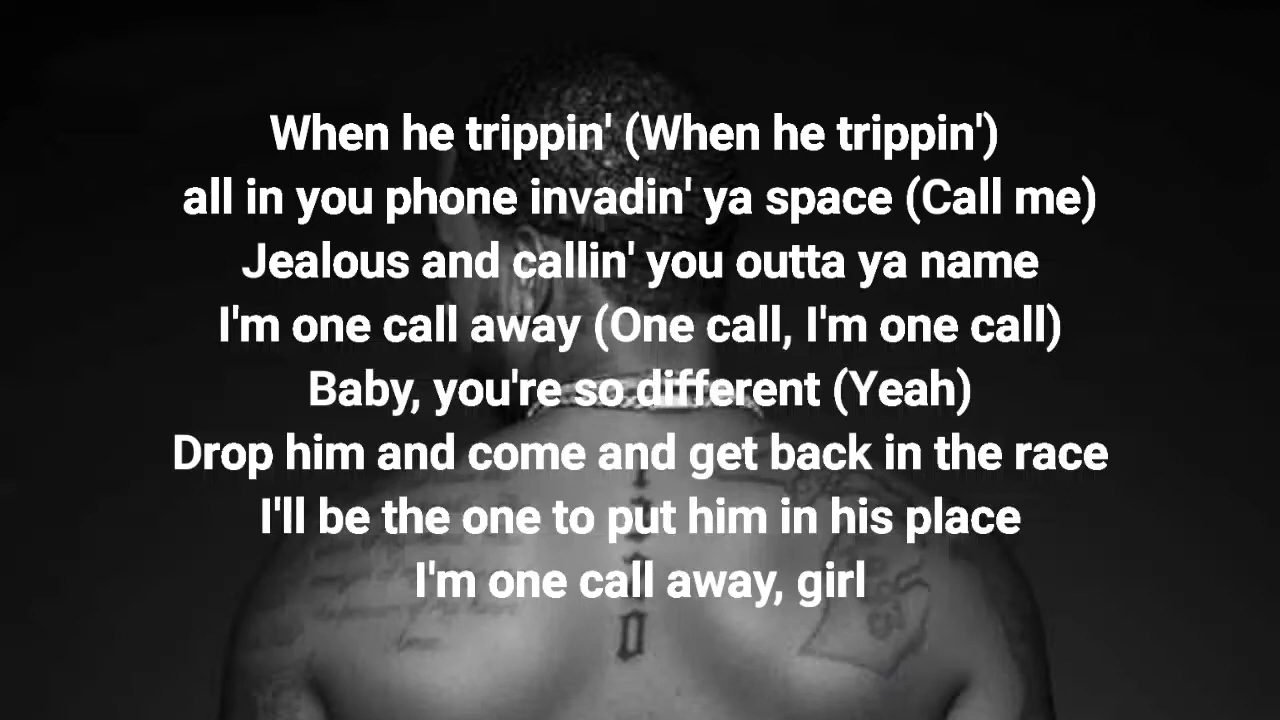 When he trippin' (When he trippin')
all in you phone invadin' ya space (Call me)
Jealous and callin' you outta ya name
I'm one call away (One call, I'm one call)
Baby, you're so different (Yeah)
Drop him and come and get back in the race
I'll be the one to put him in his place
I'm one call away, girl